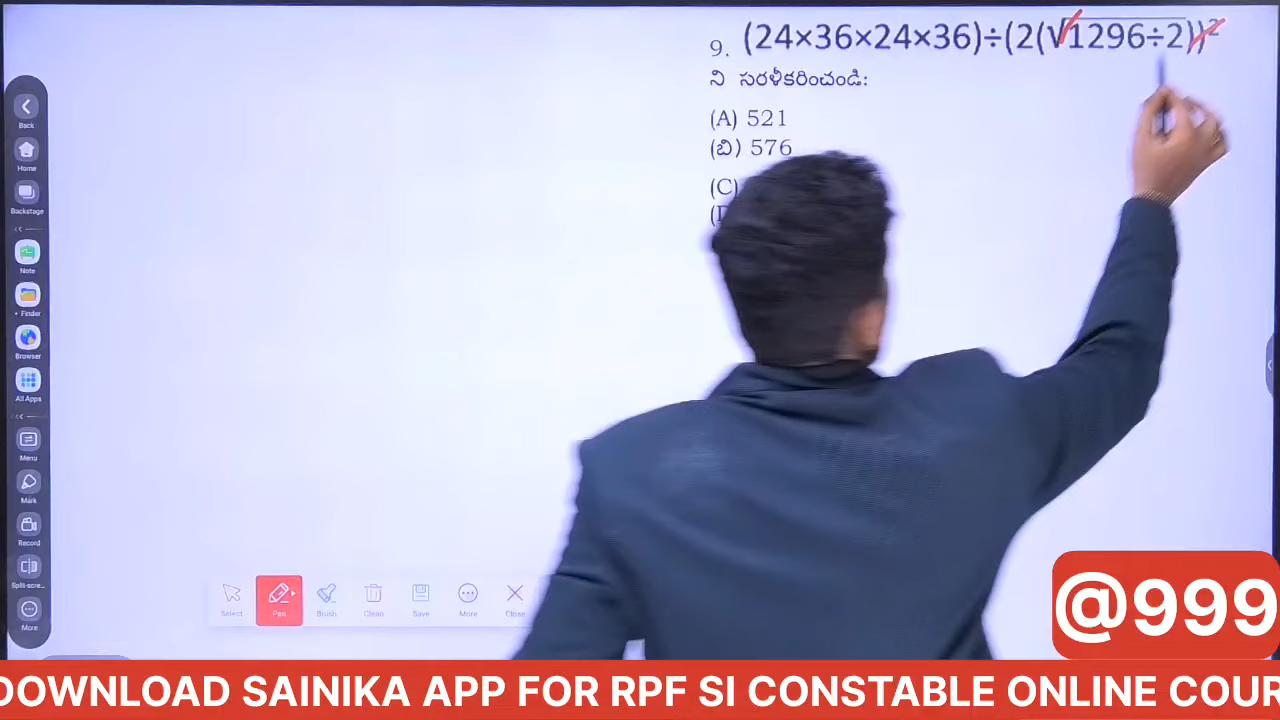 9. (24×36×24×36)÷(2(√1296÷2))²
ని సరళీకరించండి:
(A) 521
(బి) 576
(C)
Back
Home
Backstage
Note
Finder
Browser
All Apps
Menu
Mark
Record
Split-scre...
More
Select
Pen
Brush
Clean
Save
More
Close
@999
DOWNLOAD SAINIKA APP FOR RPF SI CONSTABLE ONLINE COUR